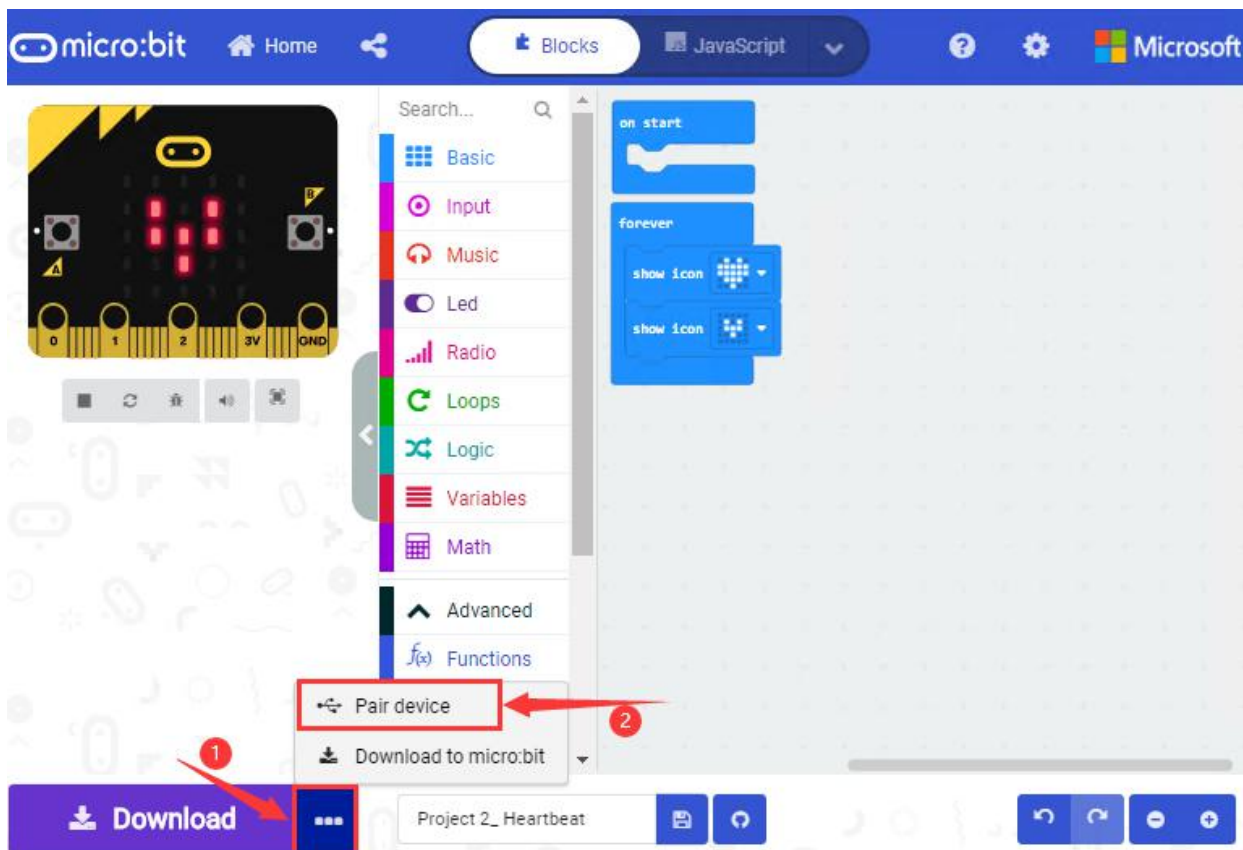 micro:bit Home Blocks JavaScript Microsoft
Search...
Basic
Input
Music
Led
Radio
Loops
Logic
Variables
Math
Advanced
Functions
on start
forever
show icon
show icon
A
B
0 1 2 3V GND
Pair device
2
1
Download to micro:bit
Download
Project 2_ Heartbeat